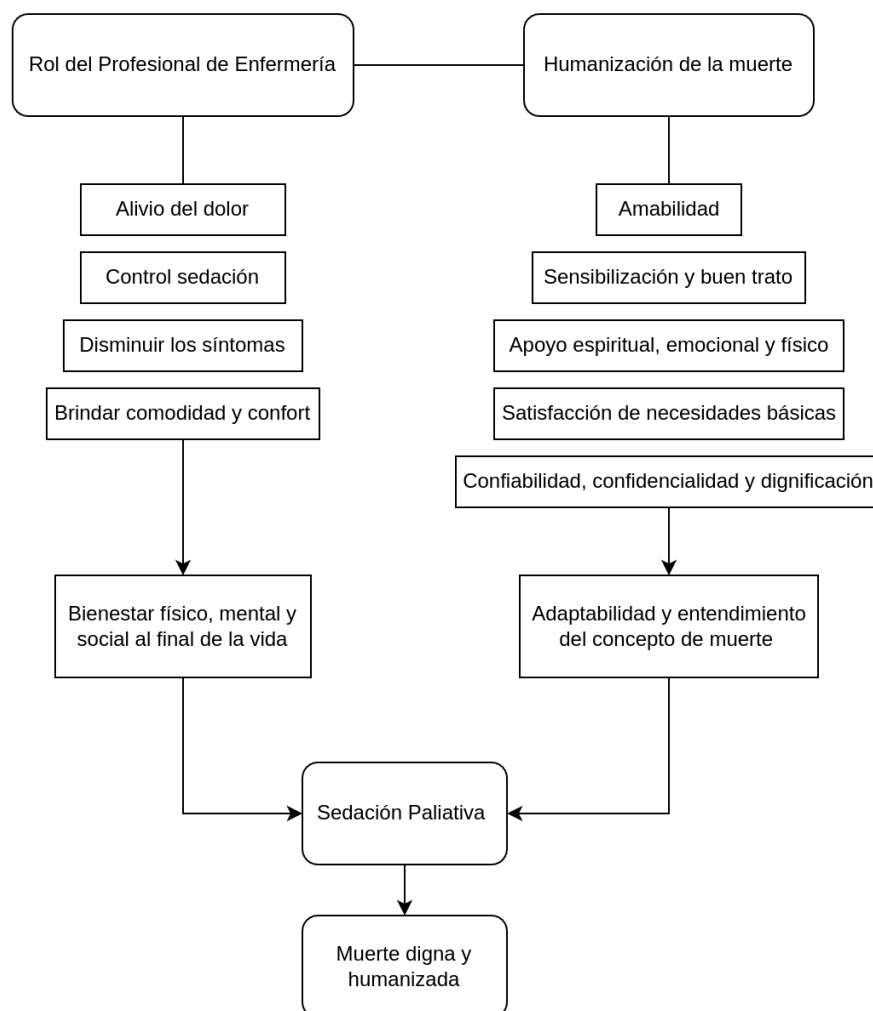 Rol del Profesional de Enfermería
Humanización de la muerte
Alivio del dolor
Control sedación
Disminuir los síntomas
Brindar comodidad y confort
Amabilidad
Sensibilización y buen trato
Apoyo espiritual, emocional y físico
Satisfacción de necesidades básicas
Confiabilidad, confidencialidad y dignificación
Bienestar físico, mental y
social al final de la vida
Adaptabilidad y entendimiento
del concepto de muerte
Sedación Paliativa
Muerte digna y
humanizada